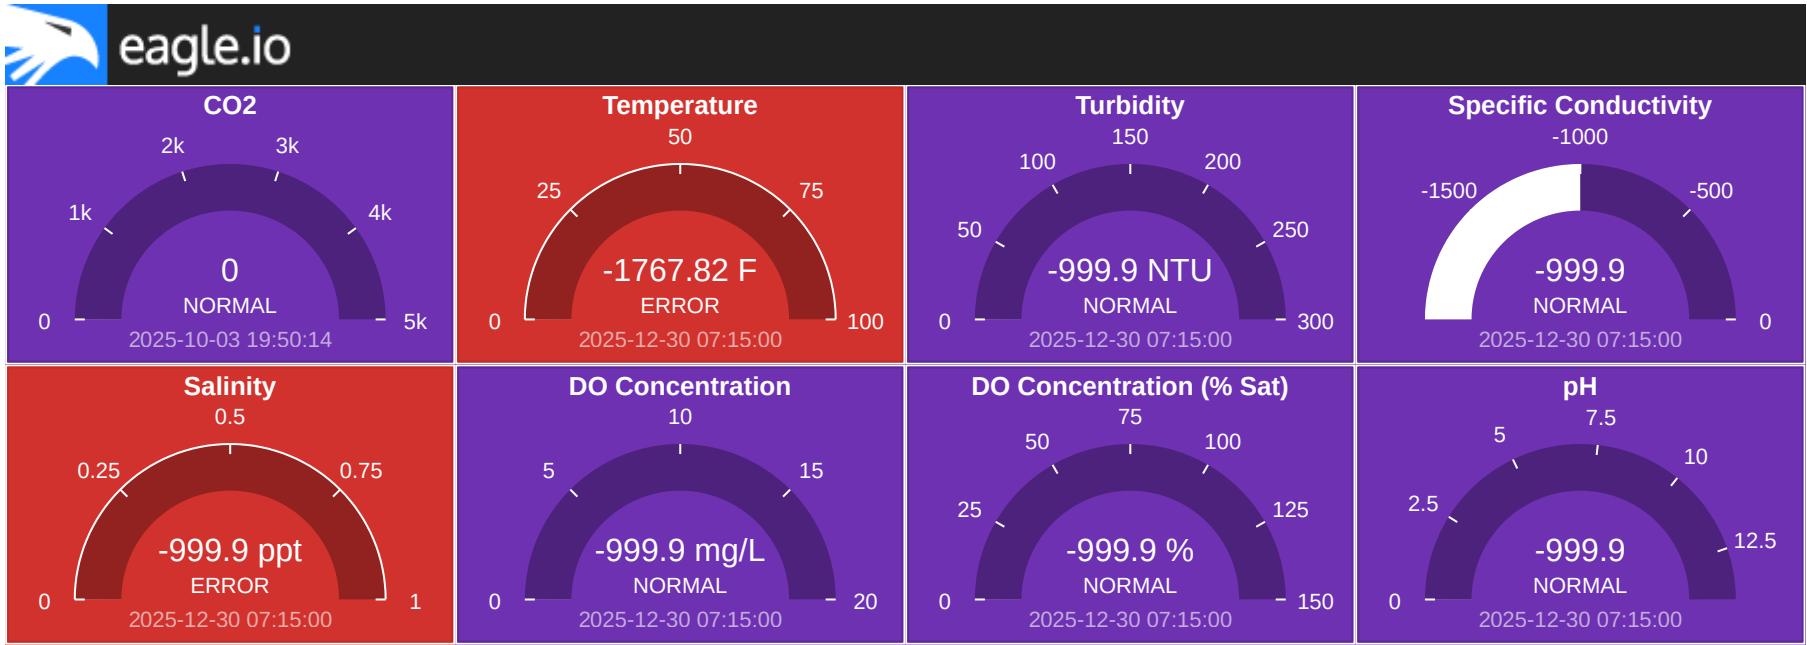 eagle.io
CO2
2k
3k
1k
4k
0
NORMAL
0
5k
2025-10-03 19:50:14
Temperature
50
25
75
-1767.82 F
ERROR
0
100
2025-12-30 07:15:00
Turbidity
150
100
200
50
250
-999.9 NTU
NORMAL
0
300
2025-12-30 07:15:00
Specific Conductivity
-1000
-1500
-500
-999.9
NORMAL
0
2025-12-30 07:15:00
Salinity
0.5
0.25
0.75
-999.9 ppt
ERROR
0
1
2025-12-30 07:15:00
DO Concentration
10
5
15
-999.9 mg/L
NORMAL
0
20
2025-12-30 07:15:00
DO Concentration (% Sat)
75
50
100
25
125
-999.9 %
NORMAL
0
150
2025-12-30 07:15:00
pH
7.5
5
10
2.5
12.5
-999.9
NORMAL
0
2025-12-30 07:15:00